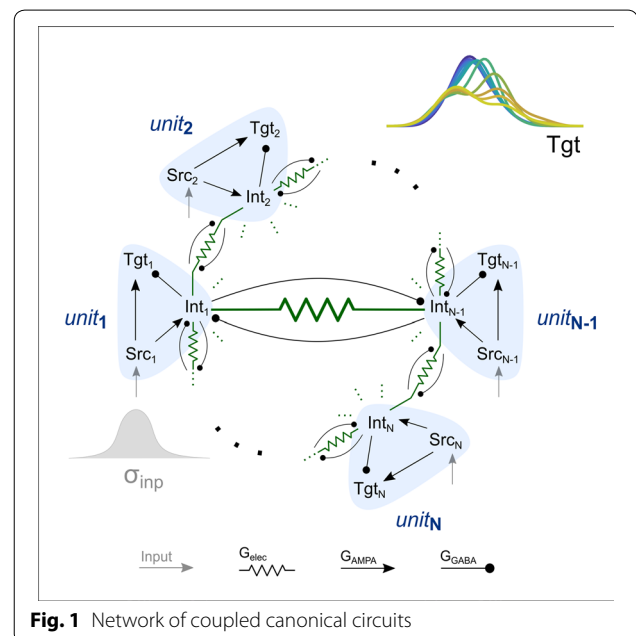 Tgt
unit2
Tgt2
Src2
Int2
Tgt1
unit1
Int1
Src1
IntN-1
TgtN-1
unitN-1
SrcN-1
σinp
IntN
SrcN
TgtN
unitN
Input
Gelec
GAMPA
GGABA
Fig. 1 Network of coupled canonical circuits